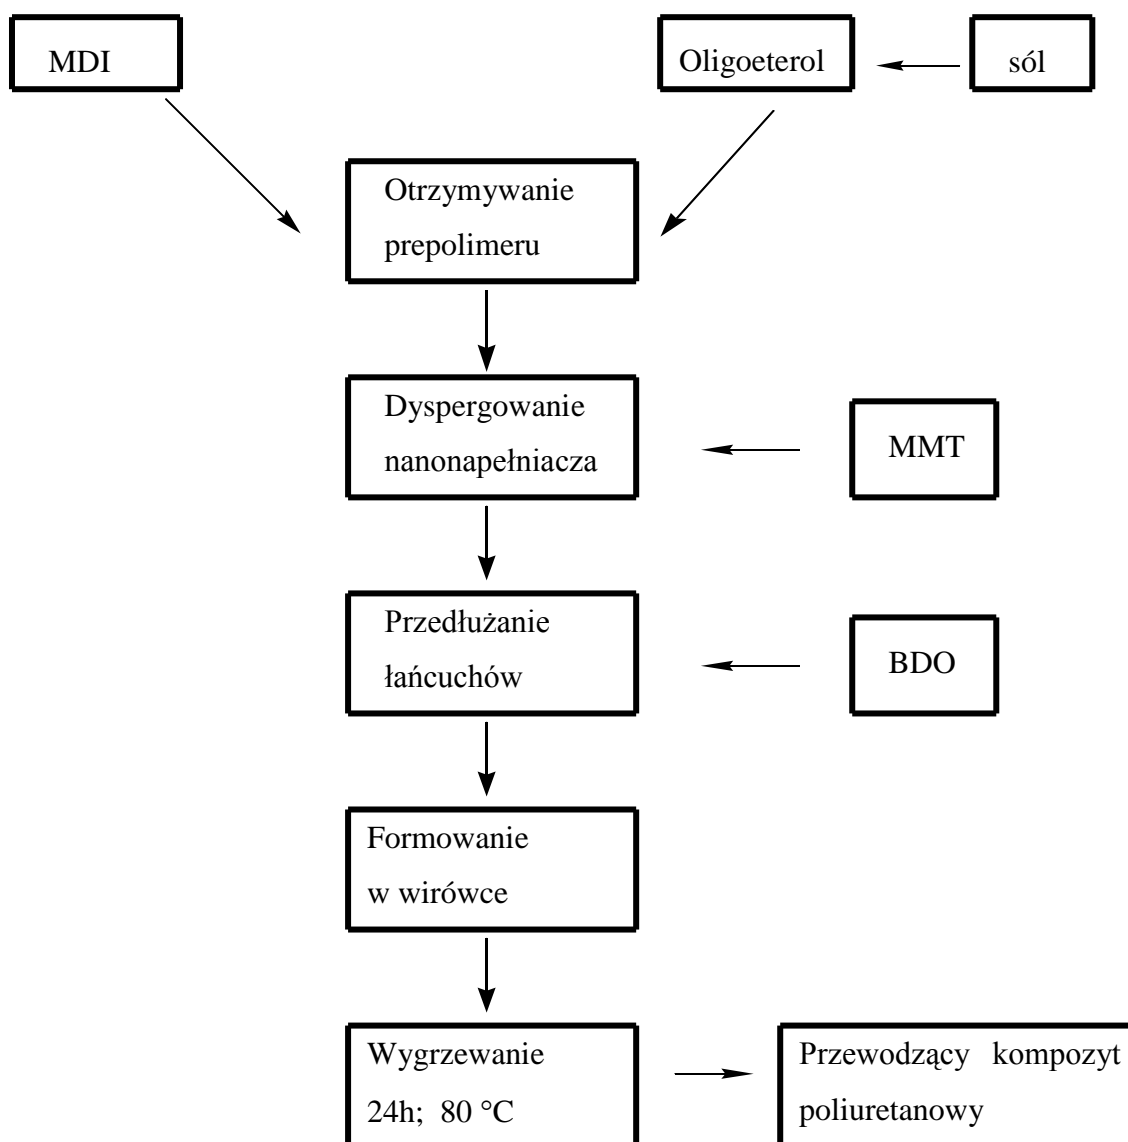 MDI
Oligoeterol
sól
Otrzymywanie
prepolimeru
Dyspergowanie
nanonapełniacza
MMT
Przedłużanie
łańcuchów
BDO
Formowanie
w wirówce
Wygrzewanie
24h; 80 °C
Przewodzący kompozyt
poliuretanowy